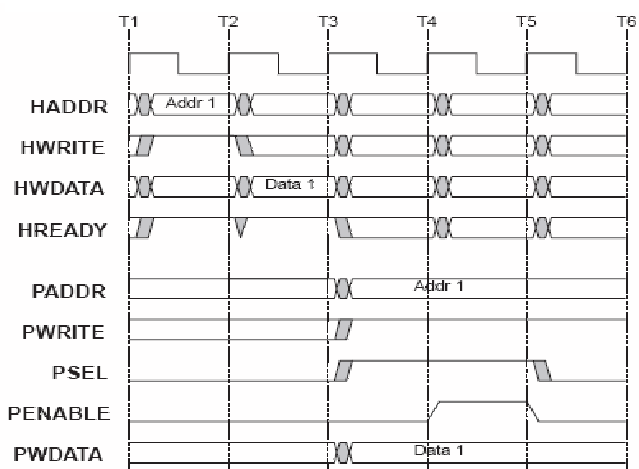 T1 T2 T3 T4 T5 T6
HADDR Addr 1
HWRITE
HWDATA Data 1
HREADY
PADDR Addr 1
PWRITE
PSEL
PENABLE
PWDATA Data 1